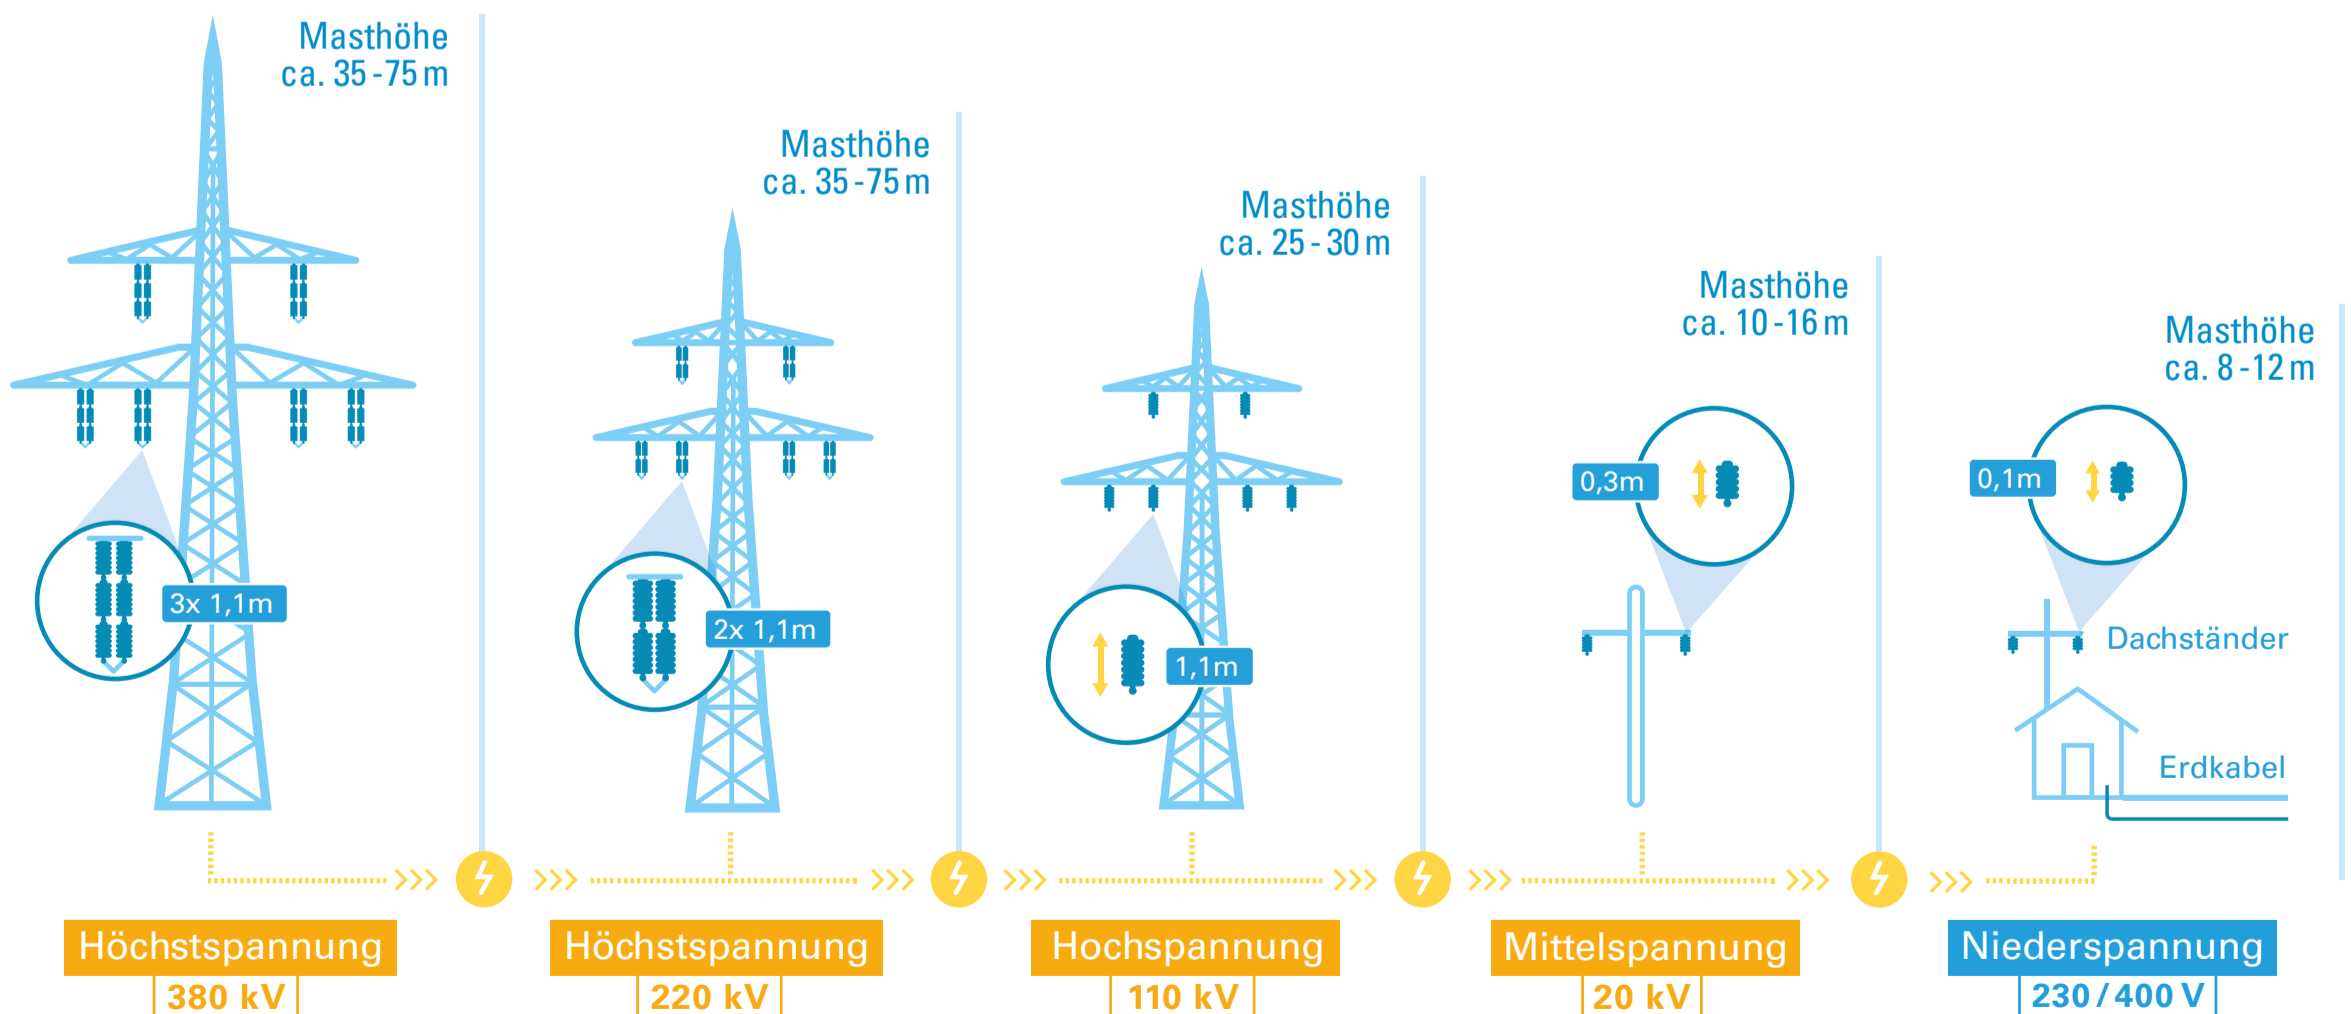 Masthöhe
ca. 35-75 m
3x 1,1m
Höchstspannung
380 kV
Masthöhe
ca. 35-75 m
2x 1,1m
Höchstspannung
220 kV
Masthöhe
ca. 25-30 m
1,1m
Hochspannung
110 kV
Masthöhe
ca. 10-16 m
0,3m
Mittelspannung
20 kV
Masthöhe
ca. 8-12 m
0,1m
Dachständer
Erdkabel
Niederspannung
230/400 V